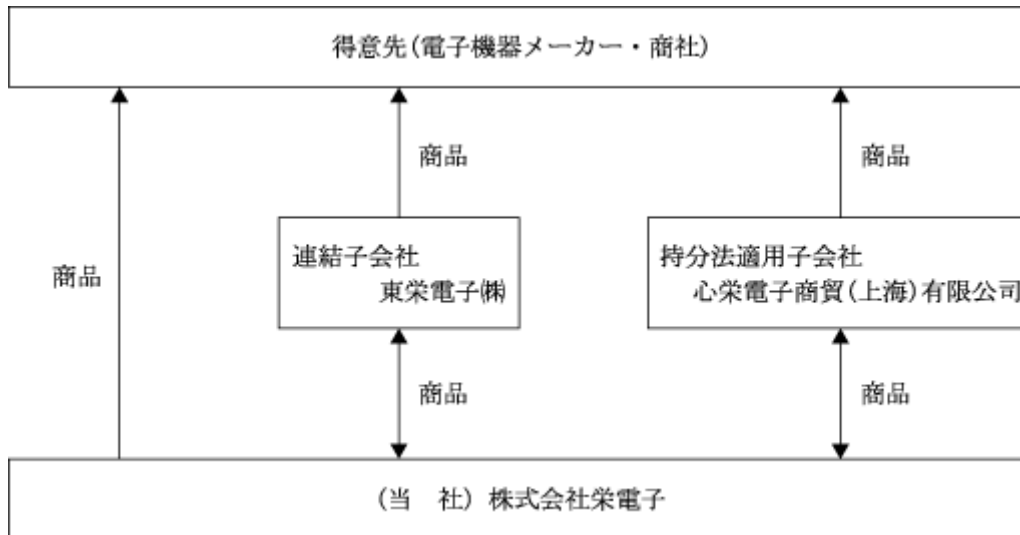 得意先(電子機器メーカー・商社)
商品
商品
連結子会社
東栄電子㈱
持分法適用子会社
心栄電子商貿(上海)有限公司
商品
商品
商品
(当　社) 株式会社栄電子